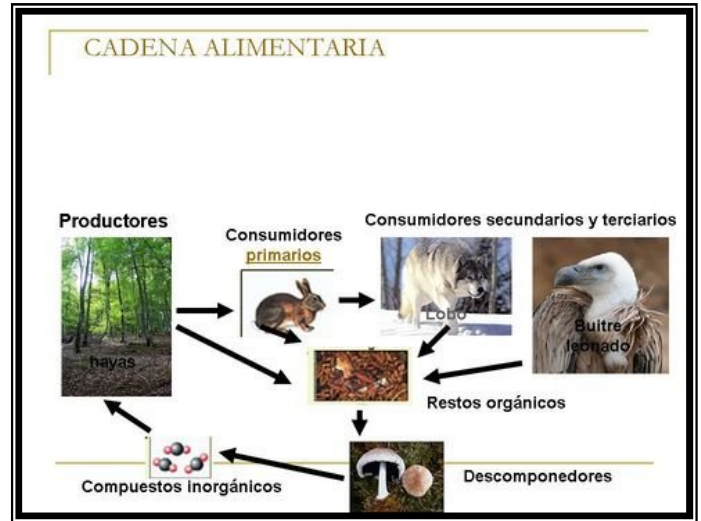 CADENA ALIMENTARIA
Productores
Consumidores
primarios
Consumidores secundarios y terciarios
hayas
Lobo
Buitre
leonado
Restos orgánicos
Compuestos inorgánicos
Descomponedores